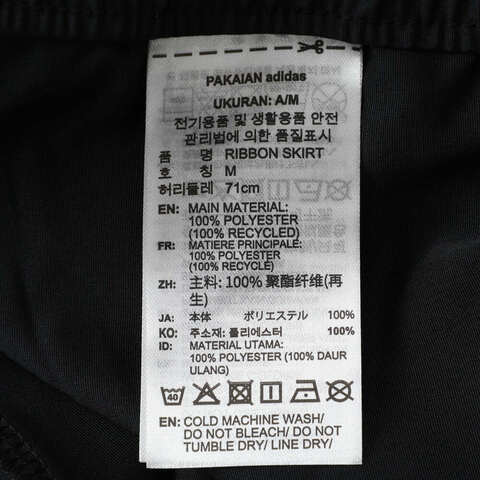 PAKAIAN adidas
UKURAN: A/M
전기용품 및 생활용품 안전
관리법에 의한 품질표시
품 명 RIBBON SKIRT
호 칭 M
허리둘레 71cm
EN: MAIN MATERIAL:
100% POLYESTER
(100% RECYCLED)
FR: MATIERE PRINCIPALE:
100% POLYESTER
(100% RECYCLÉ)
ZH: 主料: 100% 聚酯纤维(再
生)
JA: 本体 ポリエステル 100%
KO: 주소재: 폴리에스터 100%
ID: MATERIAL UTAMA:
100% POLYESTER (100% DAUR
ULANG)
40
EN: COLD MACHINE WASH/
DO NOT BLEACH/ DO NOT
TUMBLE DRY/ LINE DRY/